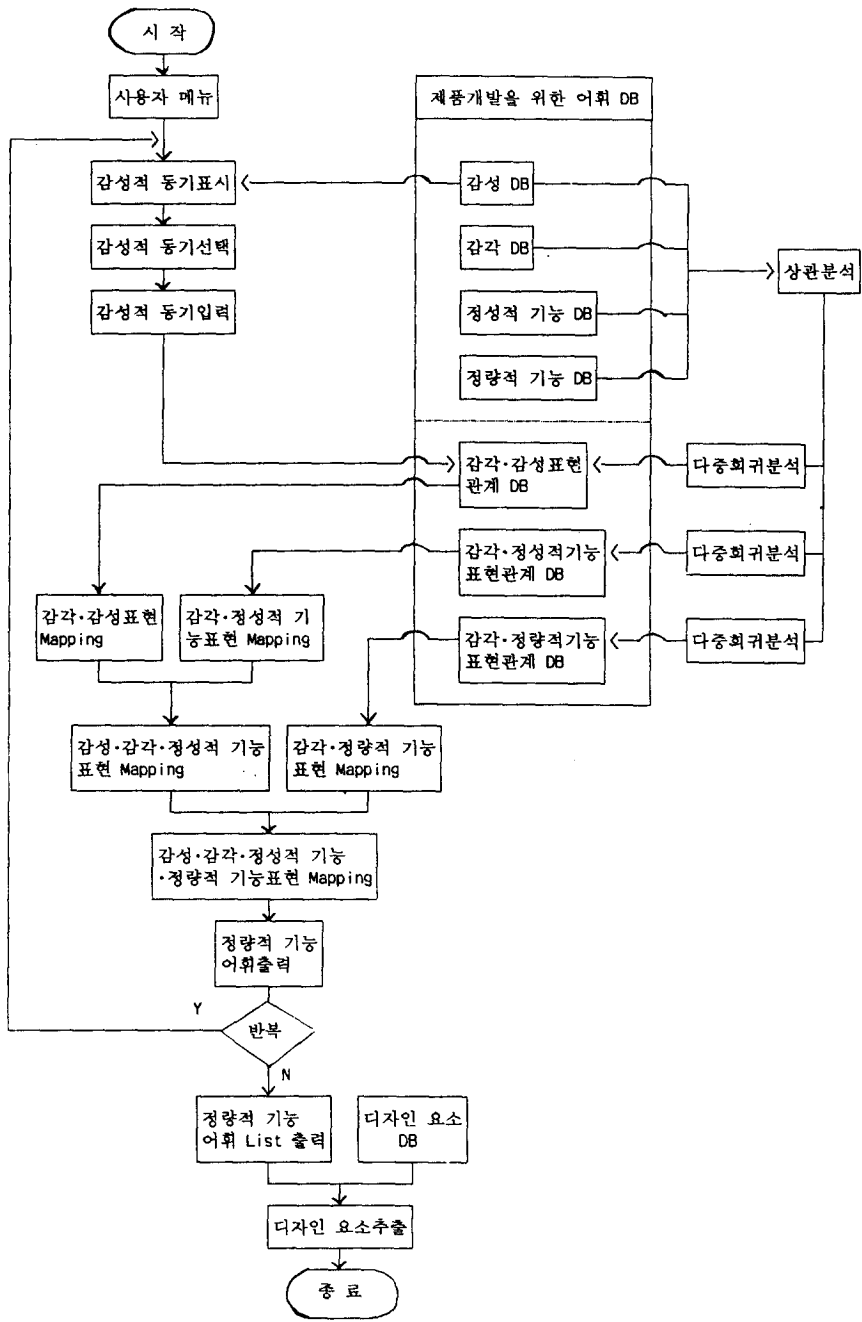 시 작
사용자 메뉴
제품개발을 위한 어휘 DB
감성적 동기표시
감성 DB
감성적 동기선택
감각 DB
상관분석
감성적 동기입력
정성적 기능 DB
정량적 기능 DB
감각·감성표현
관계 DB
다중회귀분석
감각·정성적기능
표현관계 DB
다중회귀분석
감각·감성표현
Mapping
감각·정성적 기
능표현 Mapping
감각·정량적기능
표현관계 DB
다중회귀분석
감성·감각·정성적 기능
표현 Mapping
감각·정량적 기능
표현 Mapping
감성·감각·정성적 기능
·정량적 기능표현 Mapping
정량적 기능
어휘출력
Y
반복
N
정량적 기능
어휘 List 출력
디자인 요소
DB
디자인 요소추출
종 료